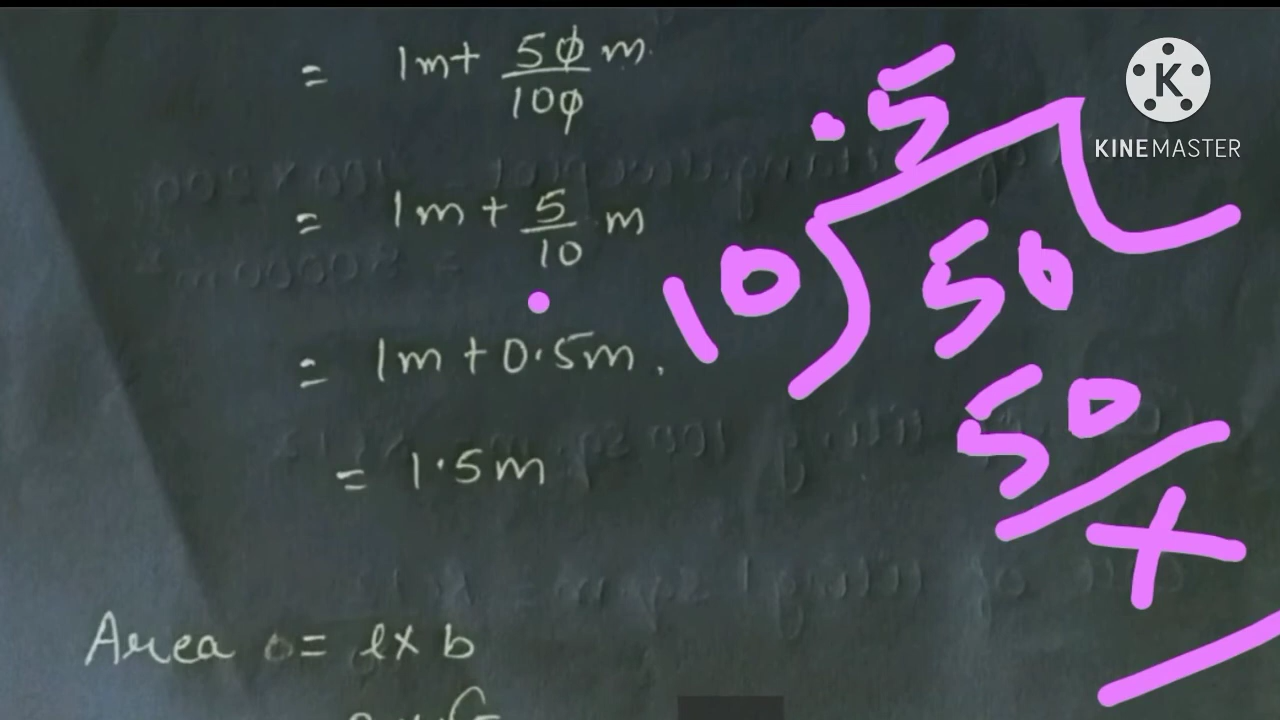 = 1m + 50/100 m.
= 1m + 5/10 m
= 1m + 0.5m.
= 1.5m
Area = l × b
.5
10) 50
50
×
K
KINEMASTER